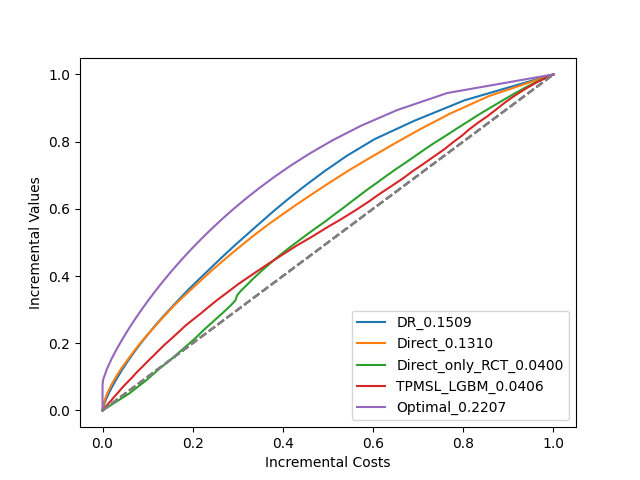 1.0
0.8
0.6
0.4
0.2
0.0
Incremental Values
0.0 0.2 0.4 0.6 0.8 1.0
Incremental Costs
DR_0.1509
Direct_0.1310
Direct_only_RCT_0.0400
TPMSL_LGBM_0.0406
Optimal_0.2207